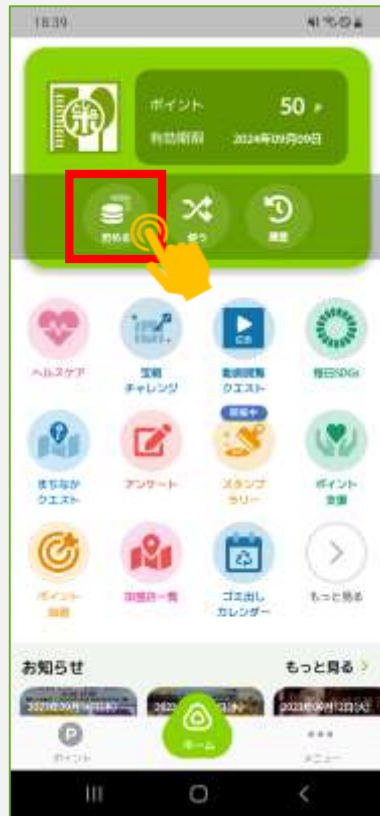 18:39
ポイント 50 P
有効期限 2024年09月09日
貯める 使う 履歴
ヘルスケア
宝箱
チャレンジ
動画閲覧
クエスト
毎日SDGs
まちなか
クエスト
アンケート
開催中
スタンプ
ラリー
ポイント
支援
ポイント
加盟店一覧
ゴミ出し
カレンダー
もっと見る
お知らせ もっと見る
ホーム
ポイント
メニュー